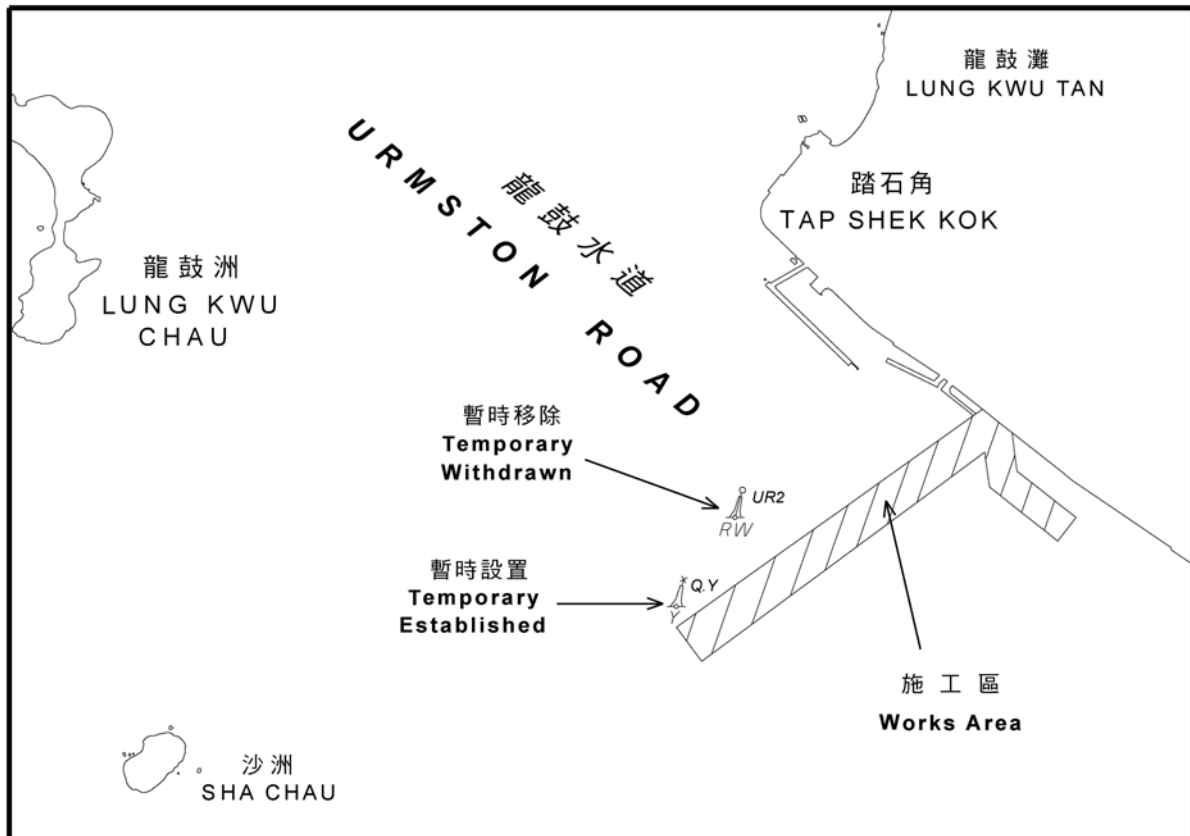 龍鼓灘
LUNG KWU TAN
踏石角
TAP SHEK KOK
龍鼓水道
URMSTON ROAD
龍鼓洲
LUNG KWU
CHAU
暫時移除
Temporary
Withdrawn
UR2
RW
暫時設置
Temporary
Established
Q.Y
Y
施工區
Works Area
沙洲
SHA CHAU